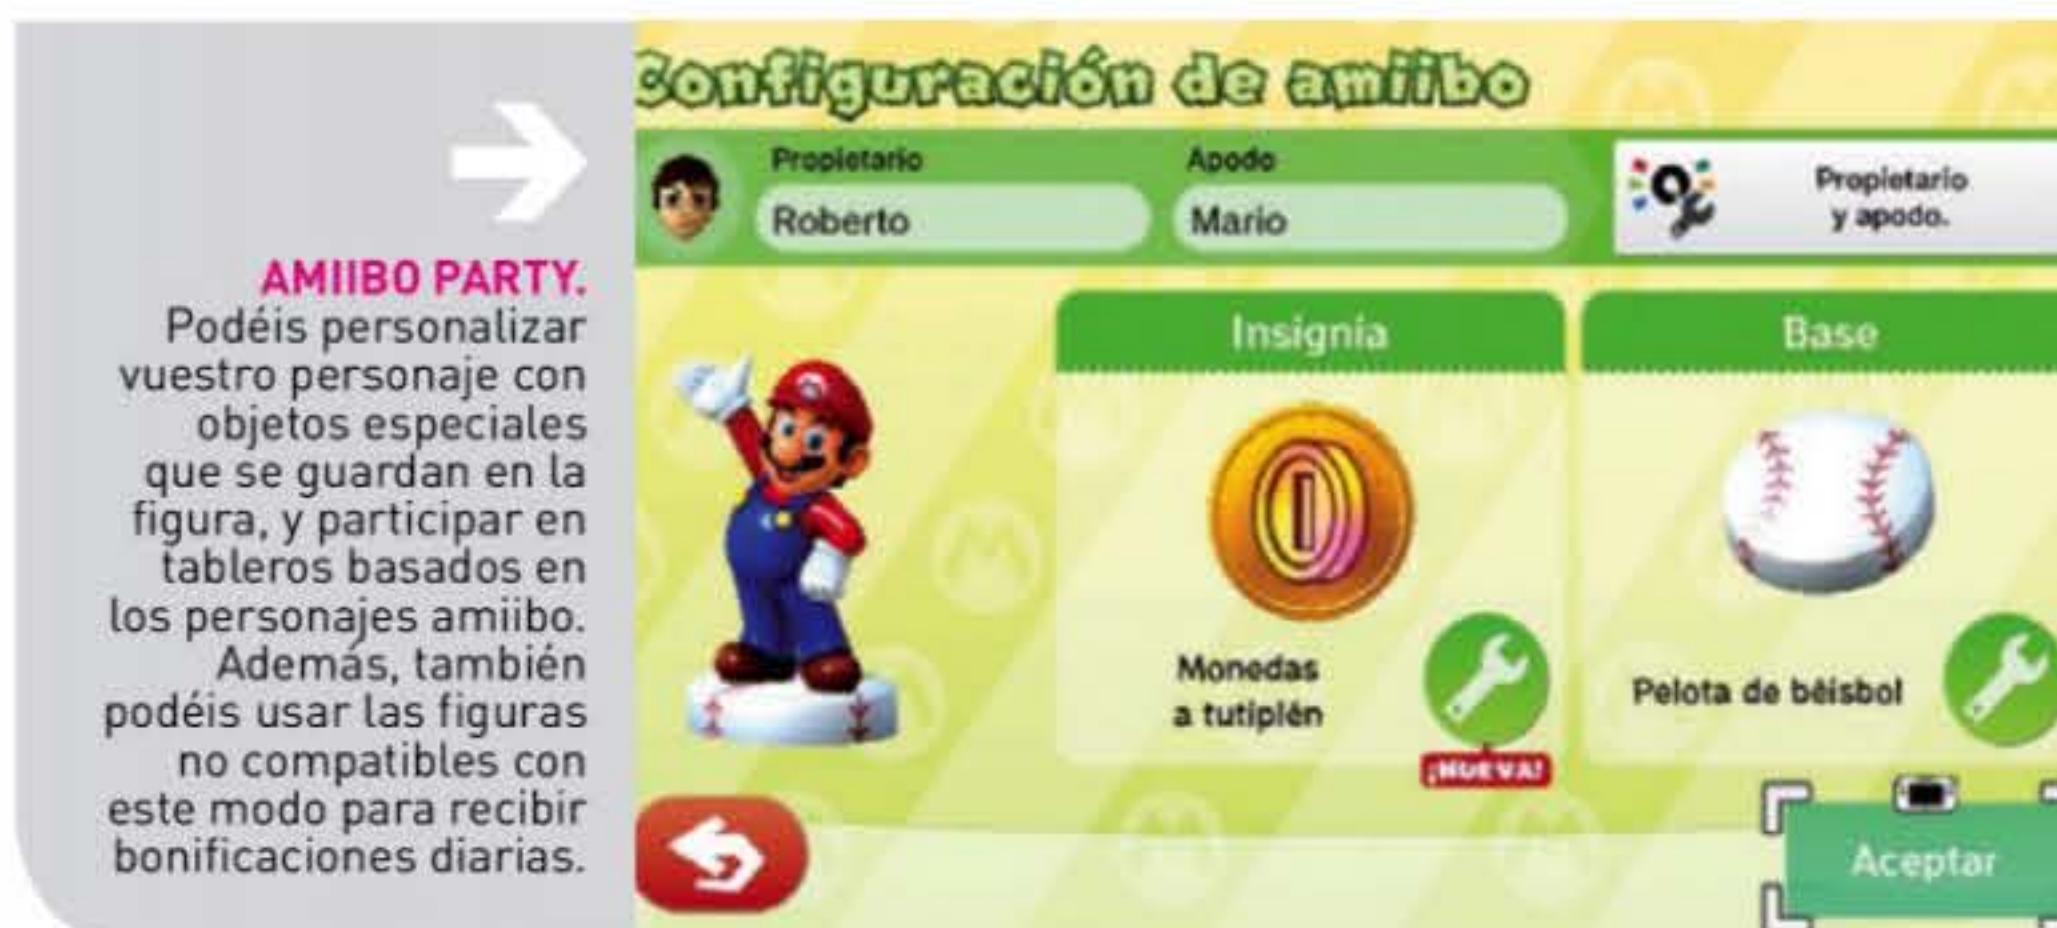 AMIIBO PARTY.
Podéis personalizar
vuestro personaje con
objetos especiales
que se guardan en la
figura, y participar en
tableros basados en
los personajes amiibo.
Además, también
podéis usar las figuras
no compatibles con
este modo para recibir
bonificaciones diarias.
Configuración de amiibo
Propietario
Roberto
Apodo
Mario
Propietario
y apodo.
Insignia
Monedas
a tutiplén
¡NUEVA!
Base
Pelota de béisbol
Aceptar